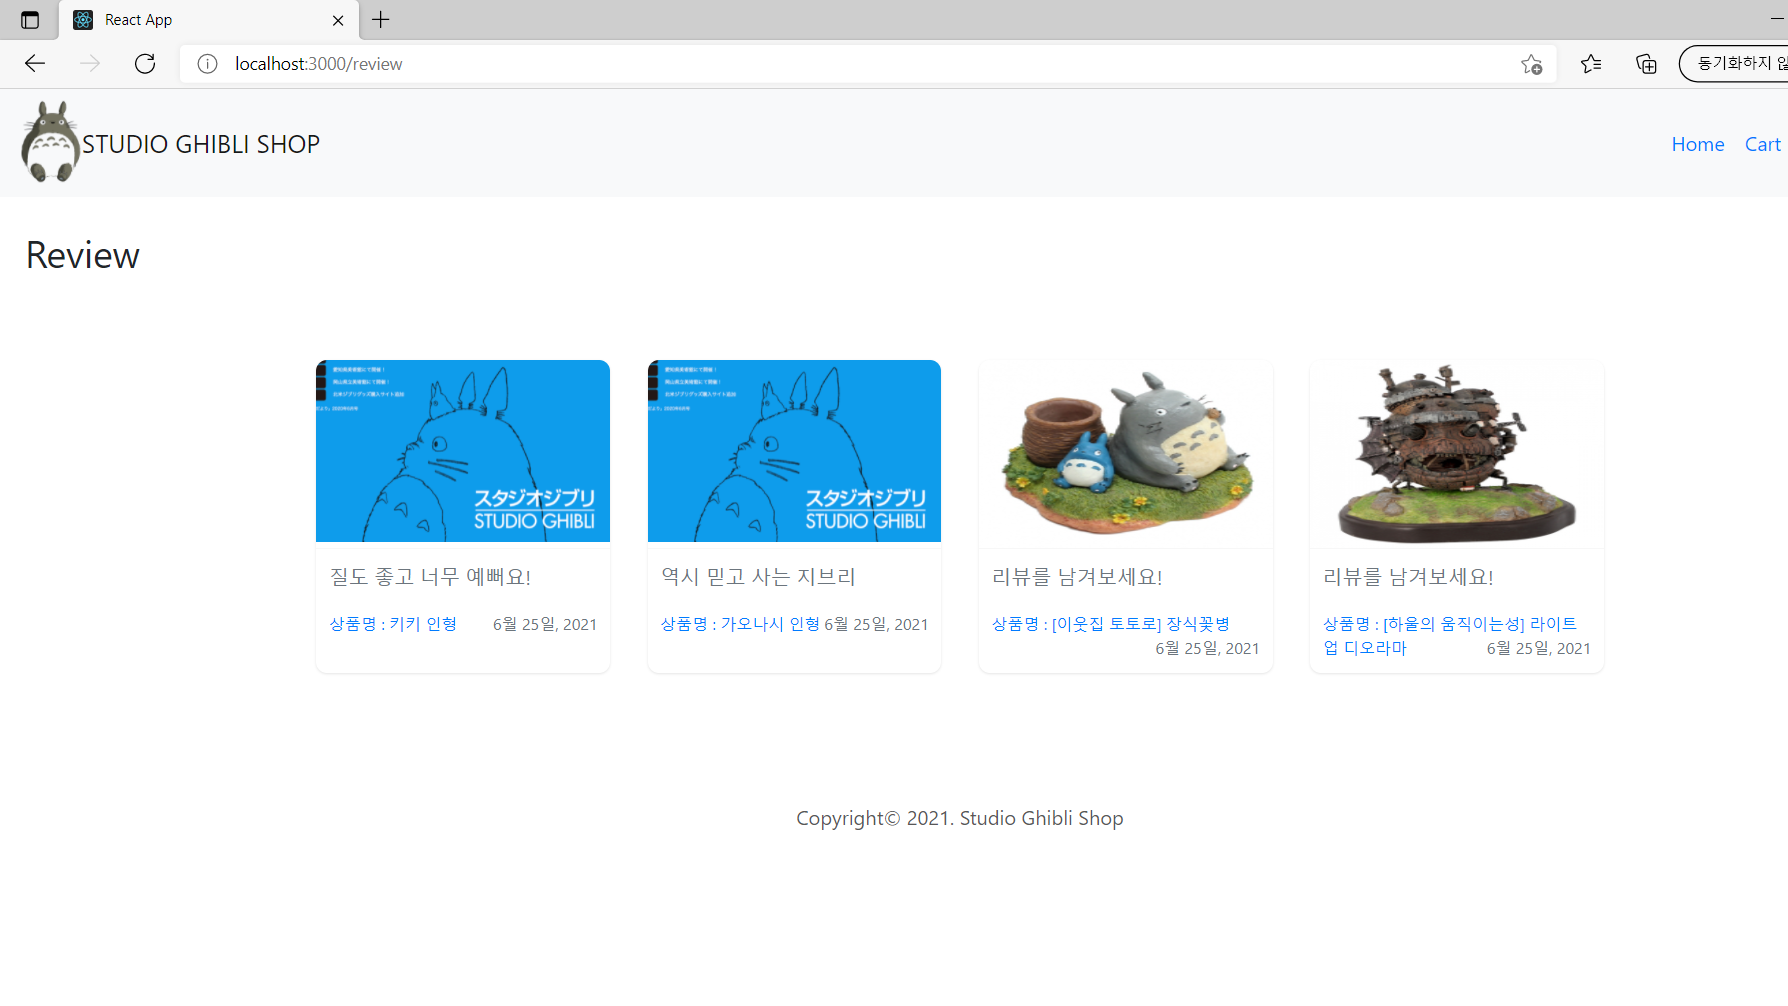 React App
localhost:3000/review
동기화하지 않
STUDIO GHIBLI SHOP
Home Cart
Review
スタジオジブリ
STUDIO GHIBLI
スタジオジブリ
STUDIO GHIBLI
질도 좋고 너무 예뻐요!
상품명 : 키키 인형 6월 25일, 2021
역시 믿고 사는 지브리
상품명 : 가오나시 인형 6월 25일, 2021
리뷰를 남겨보세요!
상품명 : [이웃집 토토로] 장식꽃병
6월 25일, 2021
리뷰를 남겨보세요!
상품명 : [하울의 움직이는성] 라이트
업 디오라마 6월 25일, 2021
Copyright© 2021. Studio Ghibli Shop